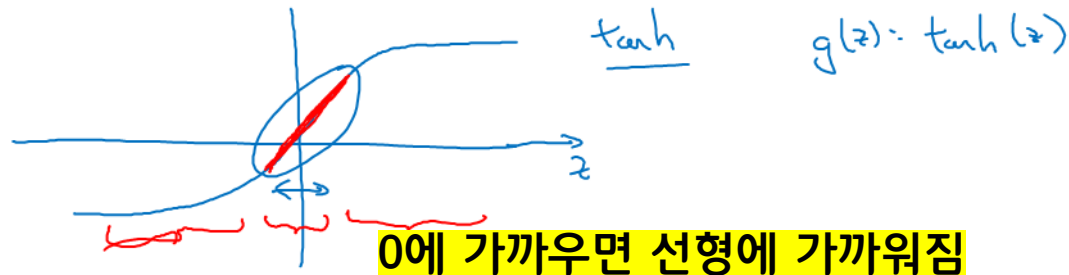 tanh g(z) = tanh(z)
z
0에 가까우면 선형에 가까워짐